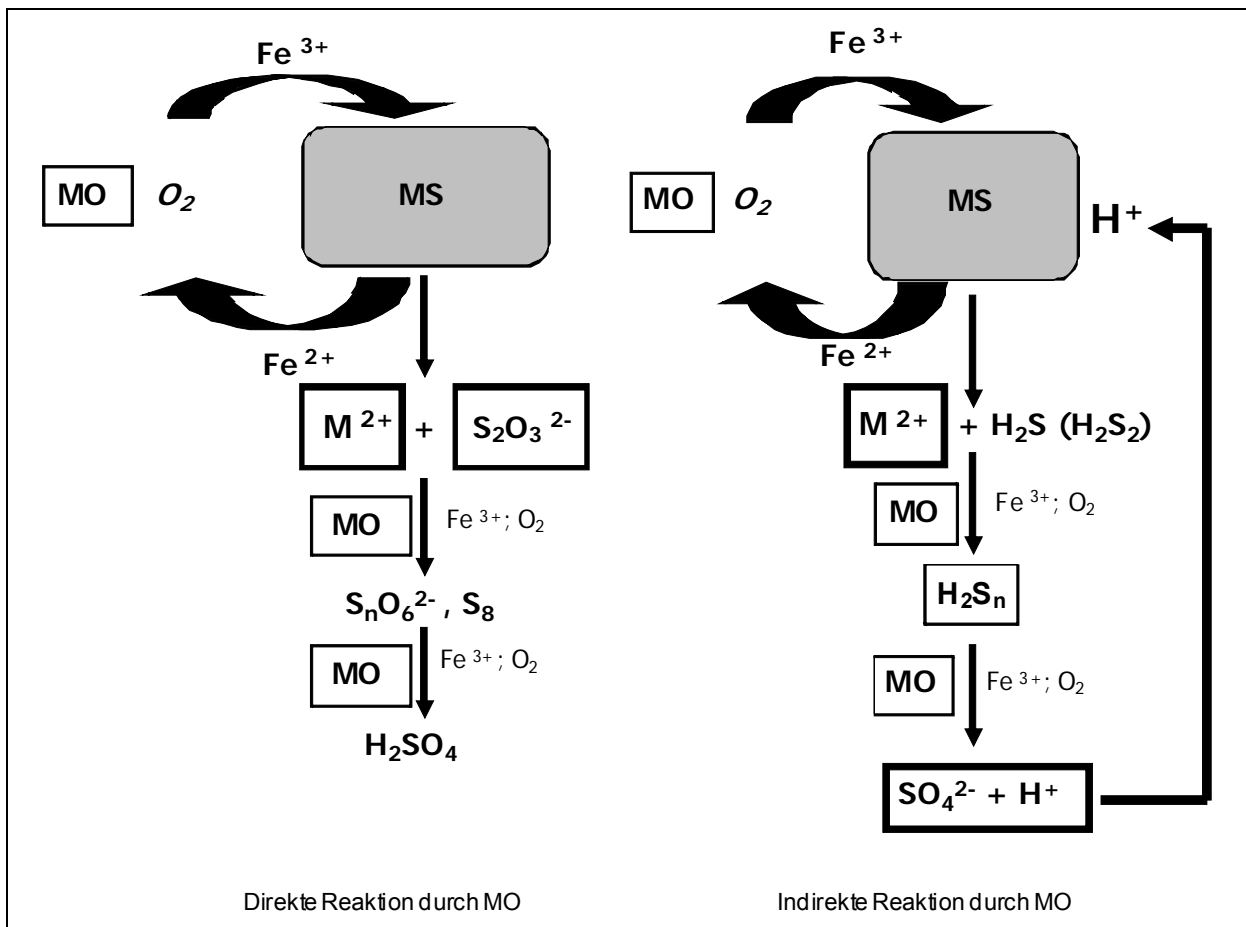 Fe 3+
MO O2
MS
Fe 2+
M 2+ + S2O3 2-
MO Fe 3+; O2
SnO6 2- , S8
MO Fe 3+; O2
H2SO4
Direkte Reaktion durch MO
Fe 3+
MO O2
MS
H+
Fe 2+
M 2+ + H2S (H2S2)
MO Fe 3+; O2
H2Sn
MO Fe 3+; O2
SO4 2- + H+
Indirekte Reaktion durch MO